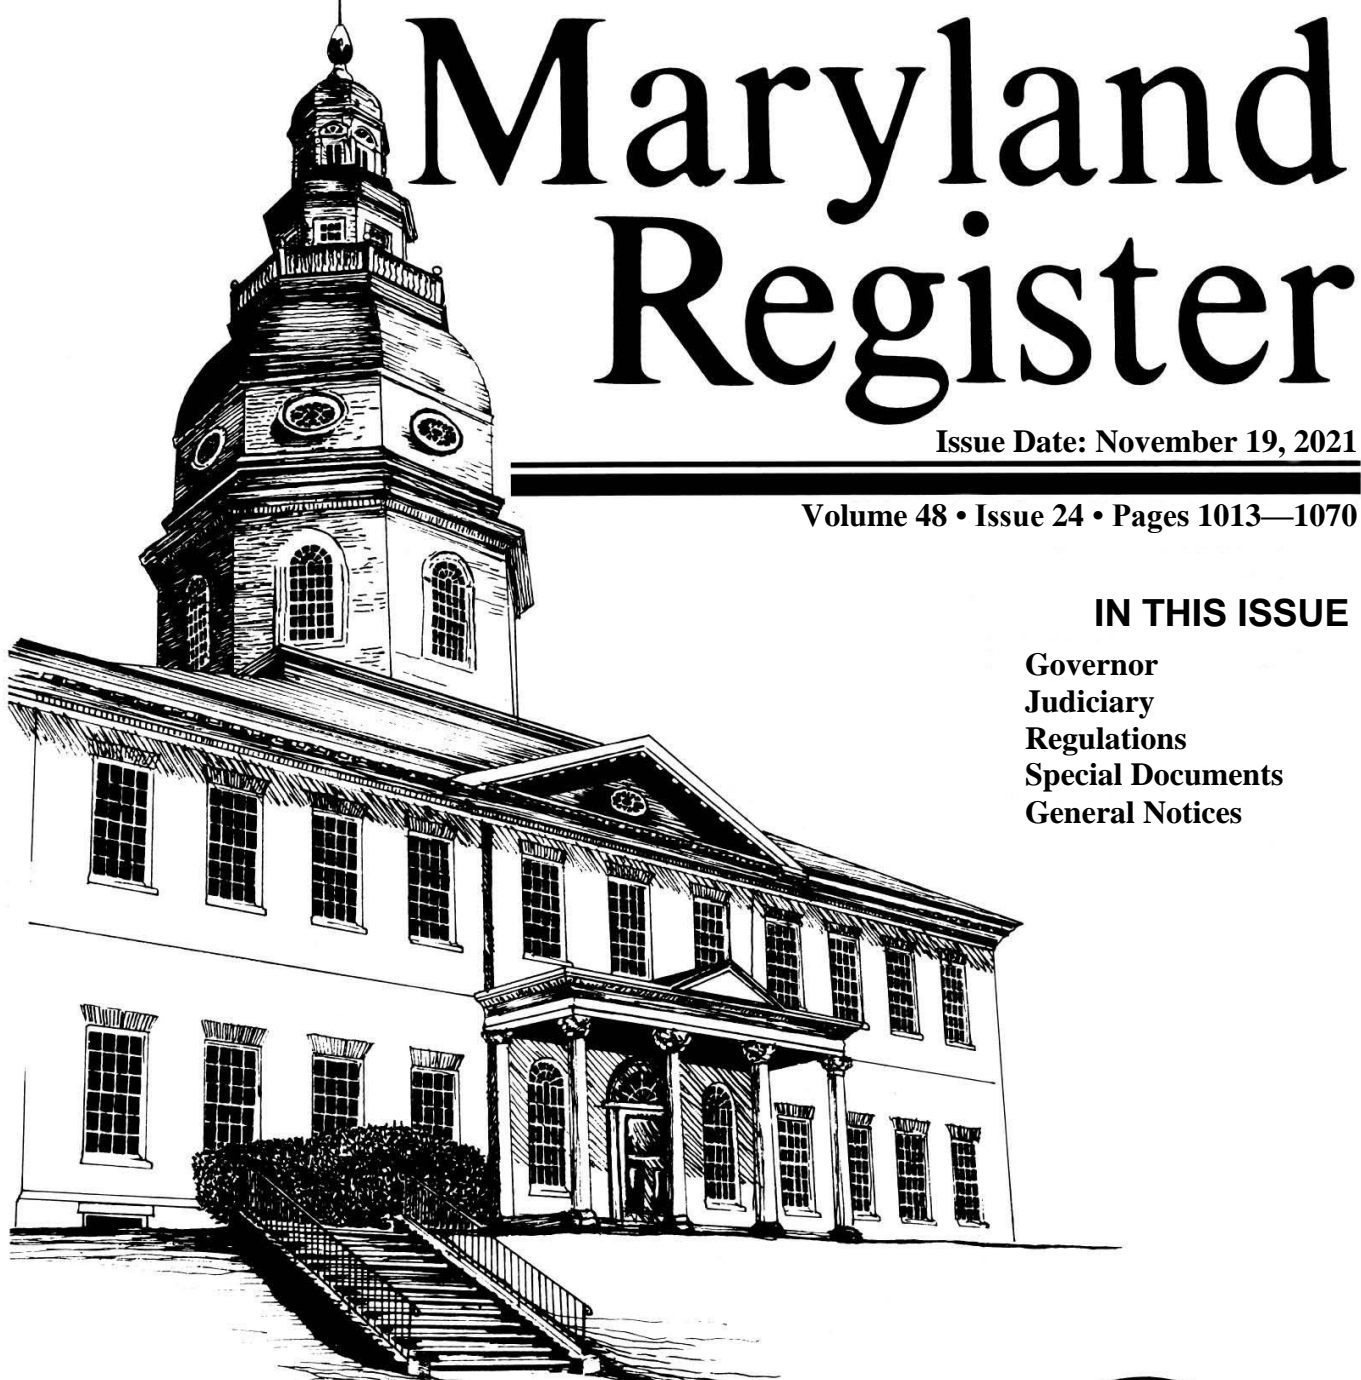 Maryland
Register
Issue Date: November 19, 2021
Volume 48 • Issue 24 • Pages 1013—1070
IN THIS ISSUE
Governor
Judiciary
Regulations
Special Documents
General Notices